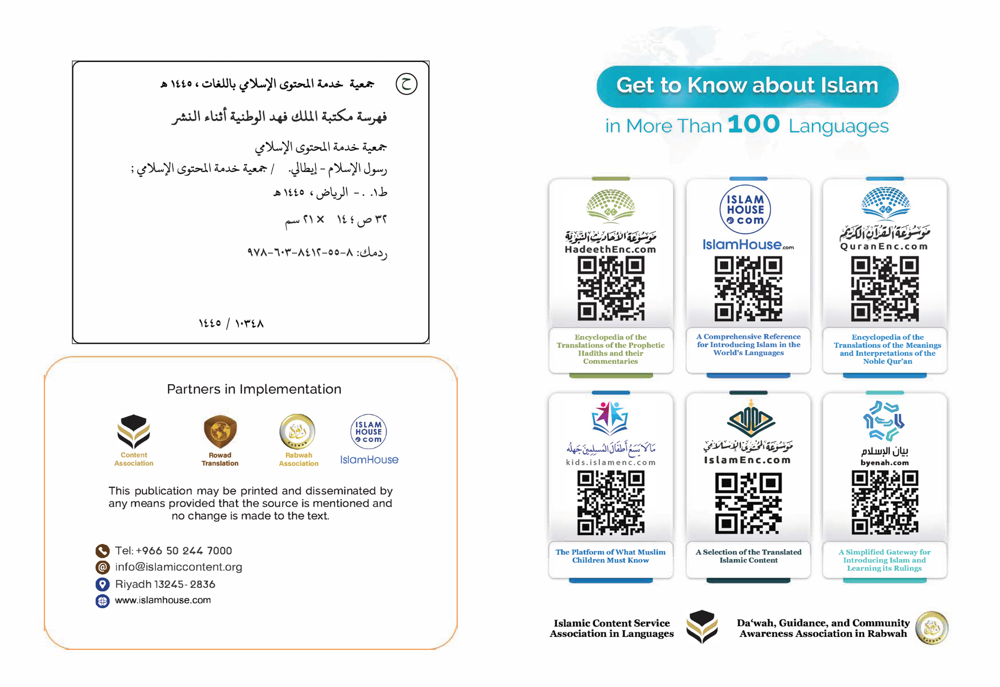 ح
جمعية خدمة المحتوى الإسلامي باللغات ، ١٤٤٥ هـ
فهرسة مكتبة الملك فهد الوطنية أثناء النشر
جمعية خدمة المحتوى الإسلامي
رسول الإسلام - إيطالي. / جمعية خدمة المحتوى الإسلامي ;
ط١. .- الرياض ، ١٤٤٥ هـ
٣٢ ص ؛ ١٤ × ٢١ سم
ردمك: ٨-٥٥-٨٤١٢-٦٠٣-٩٧٨
١٠٣٤٨ / ١٤٤٥
Partners in Implementation
Content
Association
Rowad
Translation
Rabwah
Rabwah
Association
ISLAM
HOUSE
com
IslamHouse
This publication may be printed and disseminated by
any means provided that the source is mentioned and
no change is made to the text.
Tel: +966 50 244 7000
info@islamiccontent.org
Riyadh 13245- 2836
www.islamhouse.com
Get to Know about Islam
in More Than 100 Languages
موسوعة الأحاديث النبوية
HadeethEnc.com
Encyclopedia of the
Translations of the Prophetic
Hadīths and their
Commentaries
ISLAM
HOUSE
com
IslamHouse.com
A Comprehensive Reference
for Introducing Islam in the
World's Languages
موسوعة القرآن الكريم
QuranEnc.com
Encyclopedia of the
Translations of the Meanings
and Interpretations of the
Noble Qur’an
مَا لَا يَسَعُ أَطْفَالَ المُسلِمِينَ جَهلُه
kids.islamenc.com
The Platform of What Muslim
Children Must Know
موسوعة المحتوى الإسلامي
IslamEnc.com
A Selection of the Translated
Islamic Content
بيان الإسلام
byenah.com
A Simplified Gateway for
Introducing Islam and
Learning its Rulings
Islamic Content Service
Association in Languages
Da‘wah, Guidance, and Community
Awareness Association in Rabwah
Rabwah